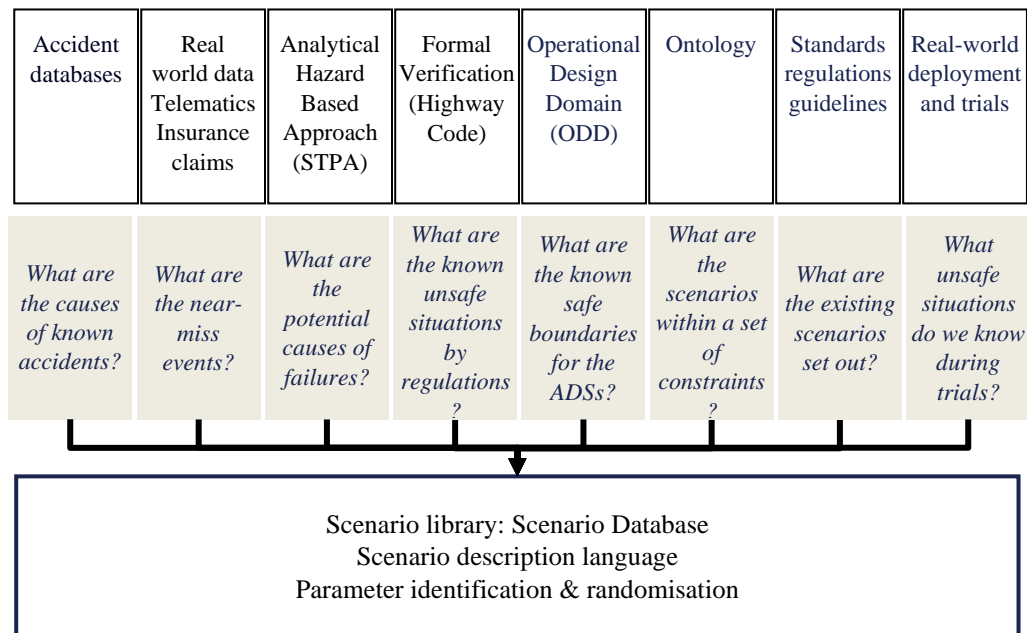 Accident
databases
Real
world data
Telematics
Insurance
claims
Analytical
Hazard
Based
Approach
(STPA)
Formal
Verification
(Highway
Code)
Operational
Design
Domain
(ODD)
Ontology
Standards
regulations
guidelines
Real-world
deployment
and trials
What are
the causes
of known
accidents?
What are
the near-
miss
events?
What are
the
potential
causes of
failures?
What are
the known
unsafe
situations
by
regulations
?
What are
the known
safe
boundaries
for the
ADSs?
What are
the
scenarios
within a set
of
constraints
?
What are
the existing
scenarios
set out?
What
unsafe
situations
do we know
during
trials?
Scenario library: Scenario Database
Scenario description language
Parameter identification & randomisation